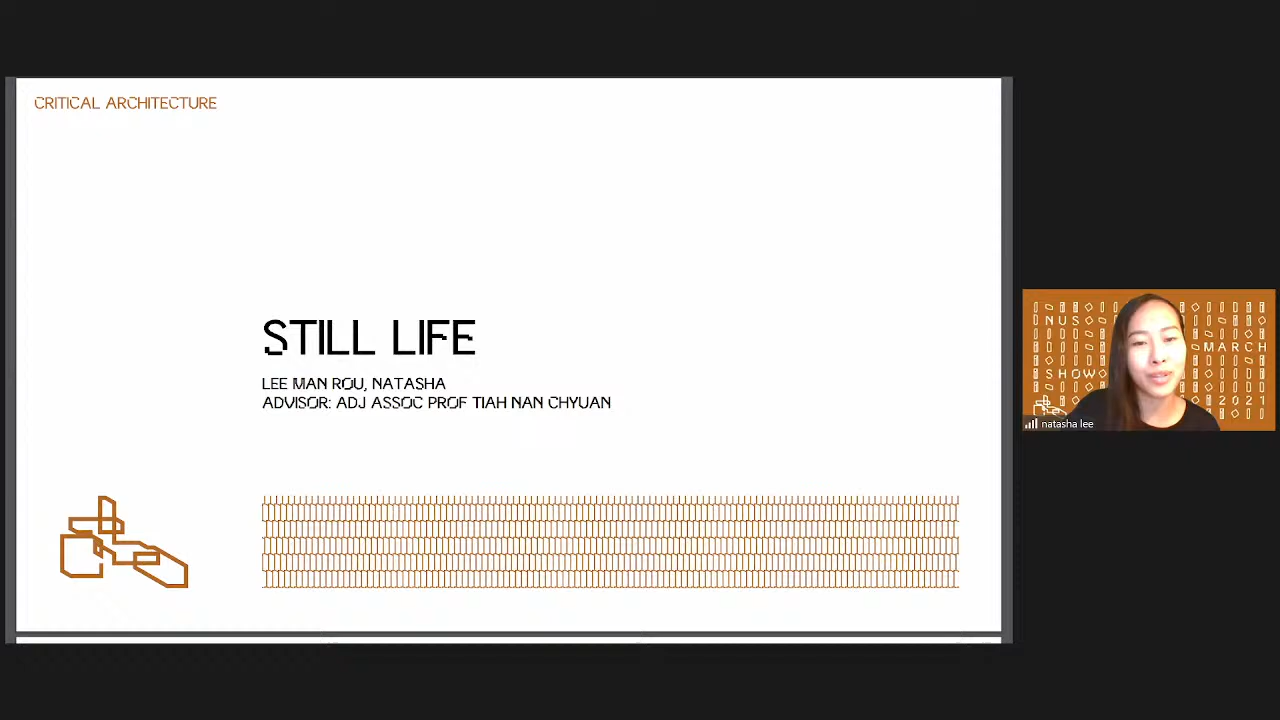 CRITICAL ARCHITECTURE
STILL LIFE
LEE MAN ROU, NATASHA
ADVISOR: ADJ ASSOC PROF TIAH NAN CHYUAN
NUS
MARCH
SHOW
2021
natasha lee